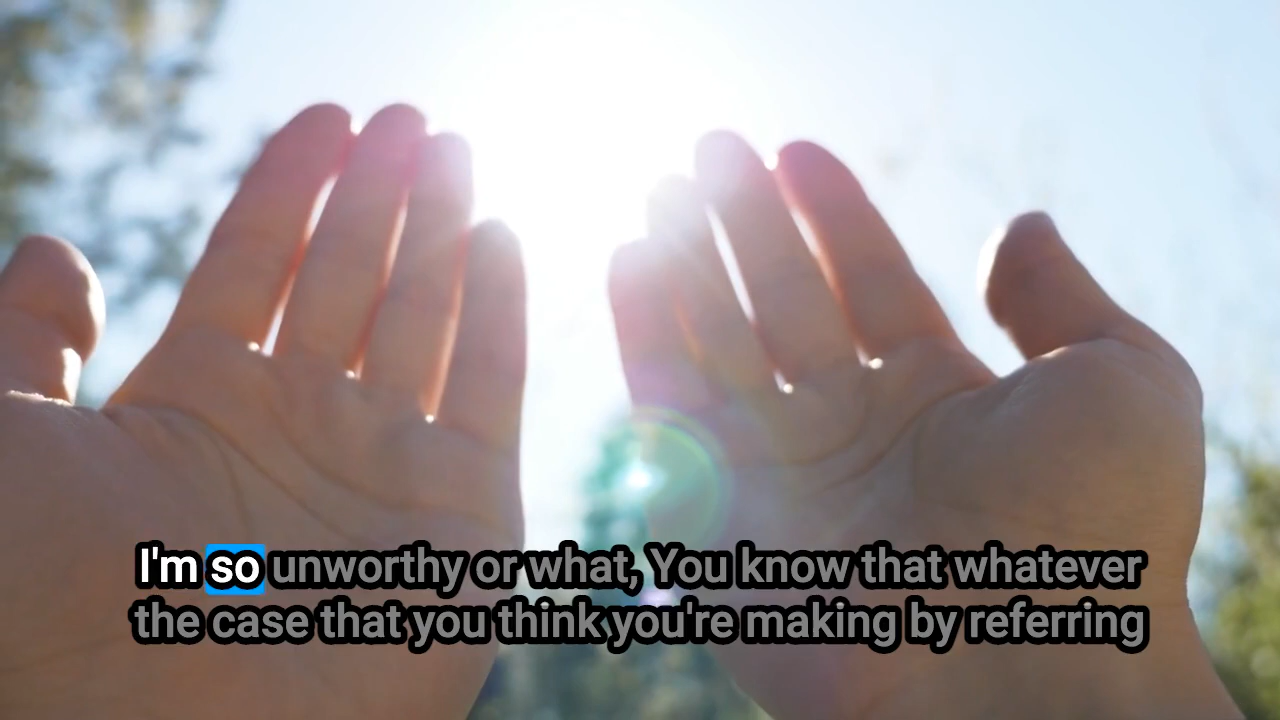 I'm so unworthy or what, You know that whatever
the case that you think you're making by referring